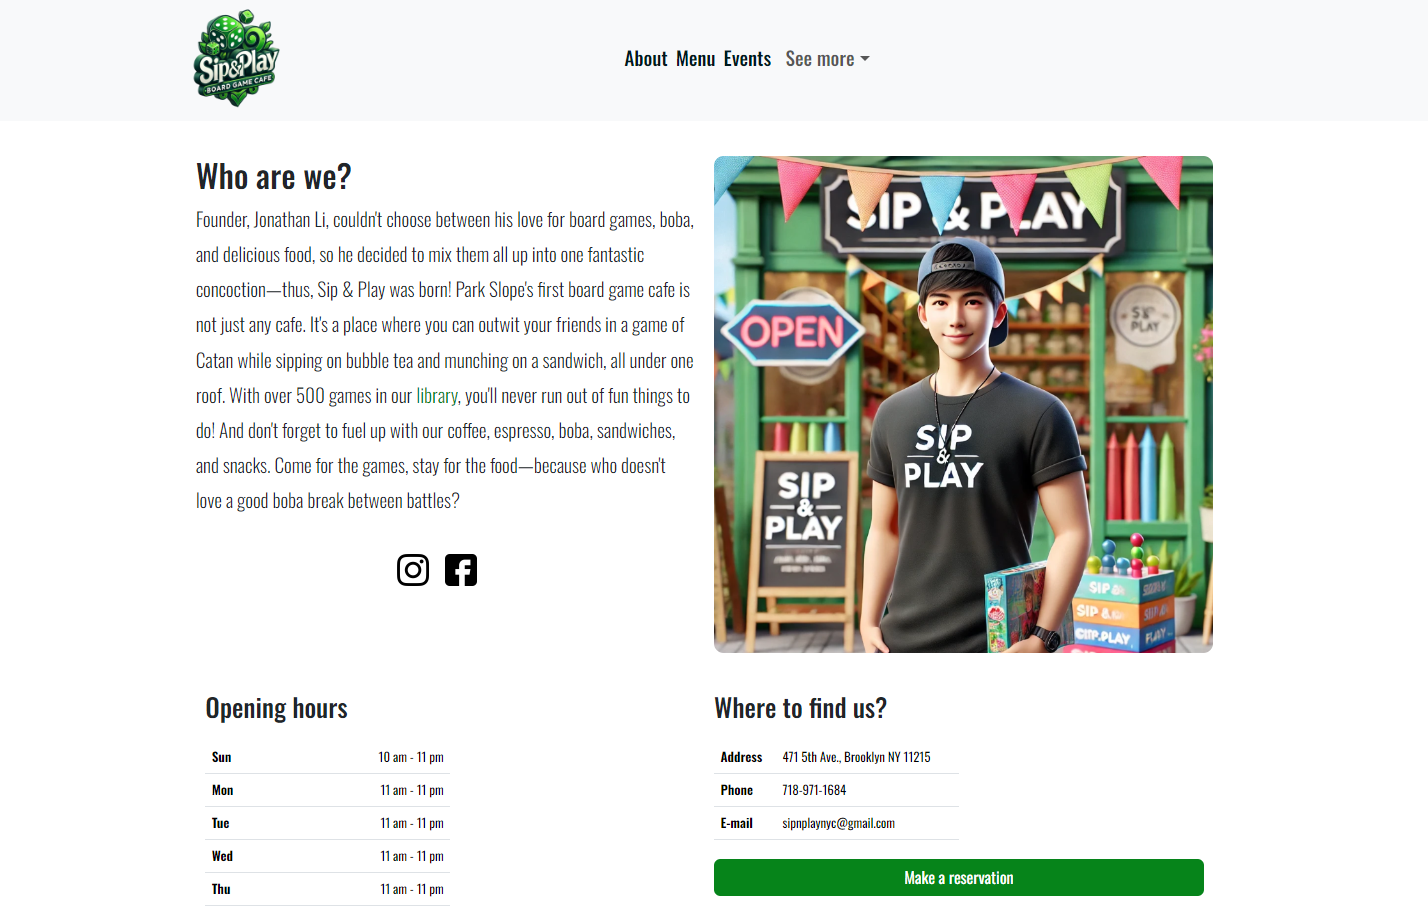 Sip&Play
BOARD GAME CAFE
About Menu Events See more
Who are we?
Founder, Jonathan Li, couldn't choose between his love for board games, boba,
and delicious food, so he decided to mix them all up into one fantastic
concoction—thus, Sip & Play was born! Park Slope's first board game cafe is
not just any cafe. It's a place where you can outwit your friends in a game of
Catan while sipping on bubble tea and munching on a sandwich, all under one
roof. With over 500 games in our library, you'll never run out of fun things to
do! And don't forget to fuel up with our coffee, espresso, boba, sandwiches,
and snacks. Come for the games, stay for the food—because who doesn't
love a good boba break between battles?
SIP & PLAY
OPEN
SIP
&
PLAY
SIP
&
PLAY
Opening hours
Sun 10 am - 11 pm
Mon 11 am - 11 pm
Tue 11 am - 11 pm
Wed 11 am - 11 pm
Thu 11 am - 11 pm
Where to find us?
Address 471 5th Ave., Brooklyn NY 11215
Phone 718-971-1684
E-mail sipnplaynyc@gmail.com
Make a reservation